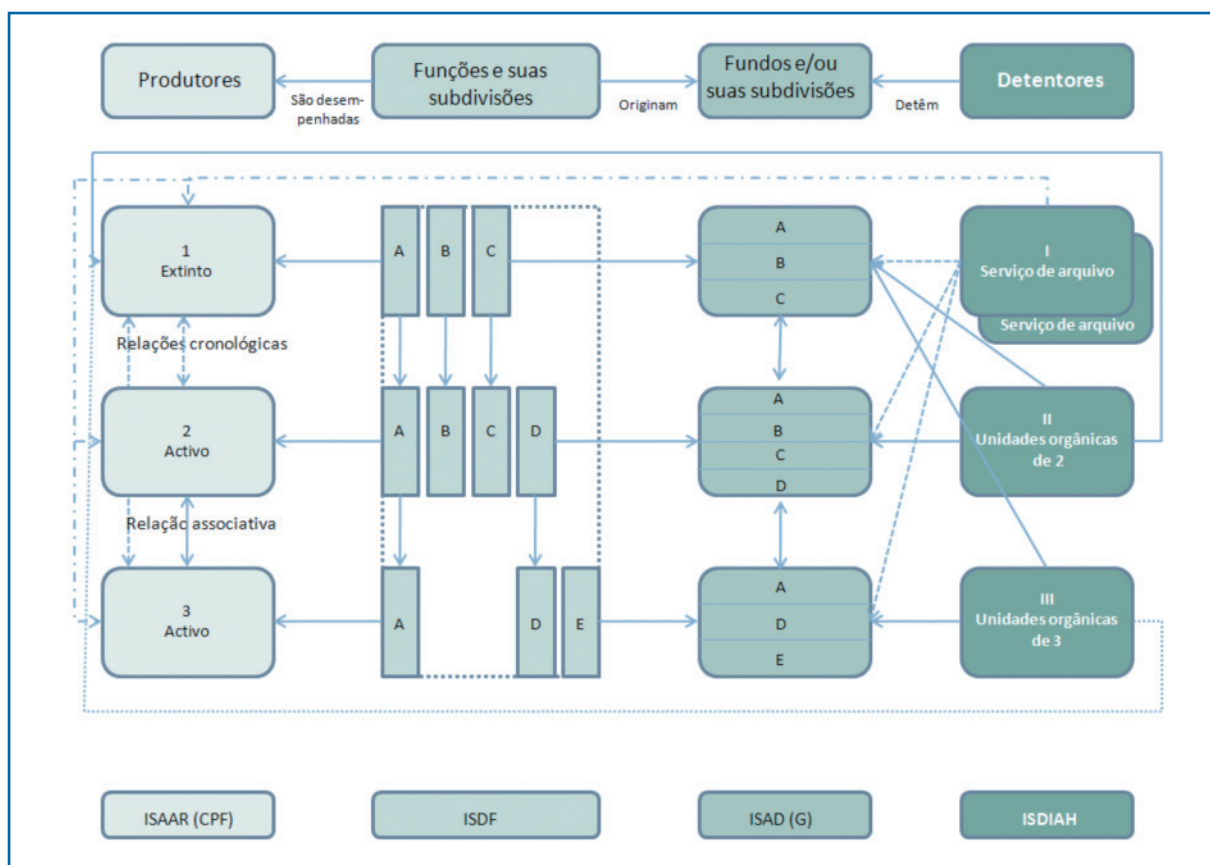 Produtores
Funções e suas
subdivisões
Fundos e/ou
suas subdivisões
Detentores
São desem-
penhadas
Originam
Detêm
1
Extinto
A
B
C
A
B
C
I
Serviço de arquivo
Serviço de arquivo
Relações cronológicas
2
Activo
A
B
C
D
A
B
C
D
II
Unidades orgânicas
de 2
Relação associativa
3
Activo
A
D
E
A
D
E
III
Unidades orgânicas
de 3
ISAAR (CPF)
ISDF
ISAD (G)
ISDIAH